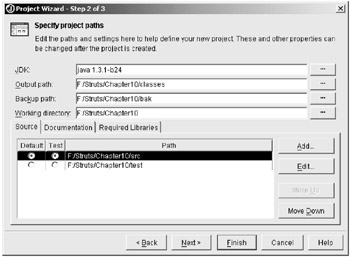 Project Wizard - Step 2 of 3
Specify project paths
Edit the paths and settings here to help define your new project. These and other properties can
be changed after the project is created.
JDK: java 1.3.1-b24 ...
Output path: F:/Struts/Chapter10/classes ...
Backup path: F:/Struts/Chapter10/bak ...
Working directory: F:/Struts/Chapter10 ...
Source Documentation Required Libraries
Default Test Path
F:/Struts/Chapter10/src
F:/Struts/Chapter10/test
Add...
Edit...
Move Up
Move Down
< Back Next > Finish Cancel Help